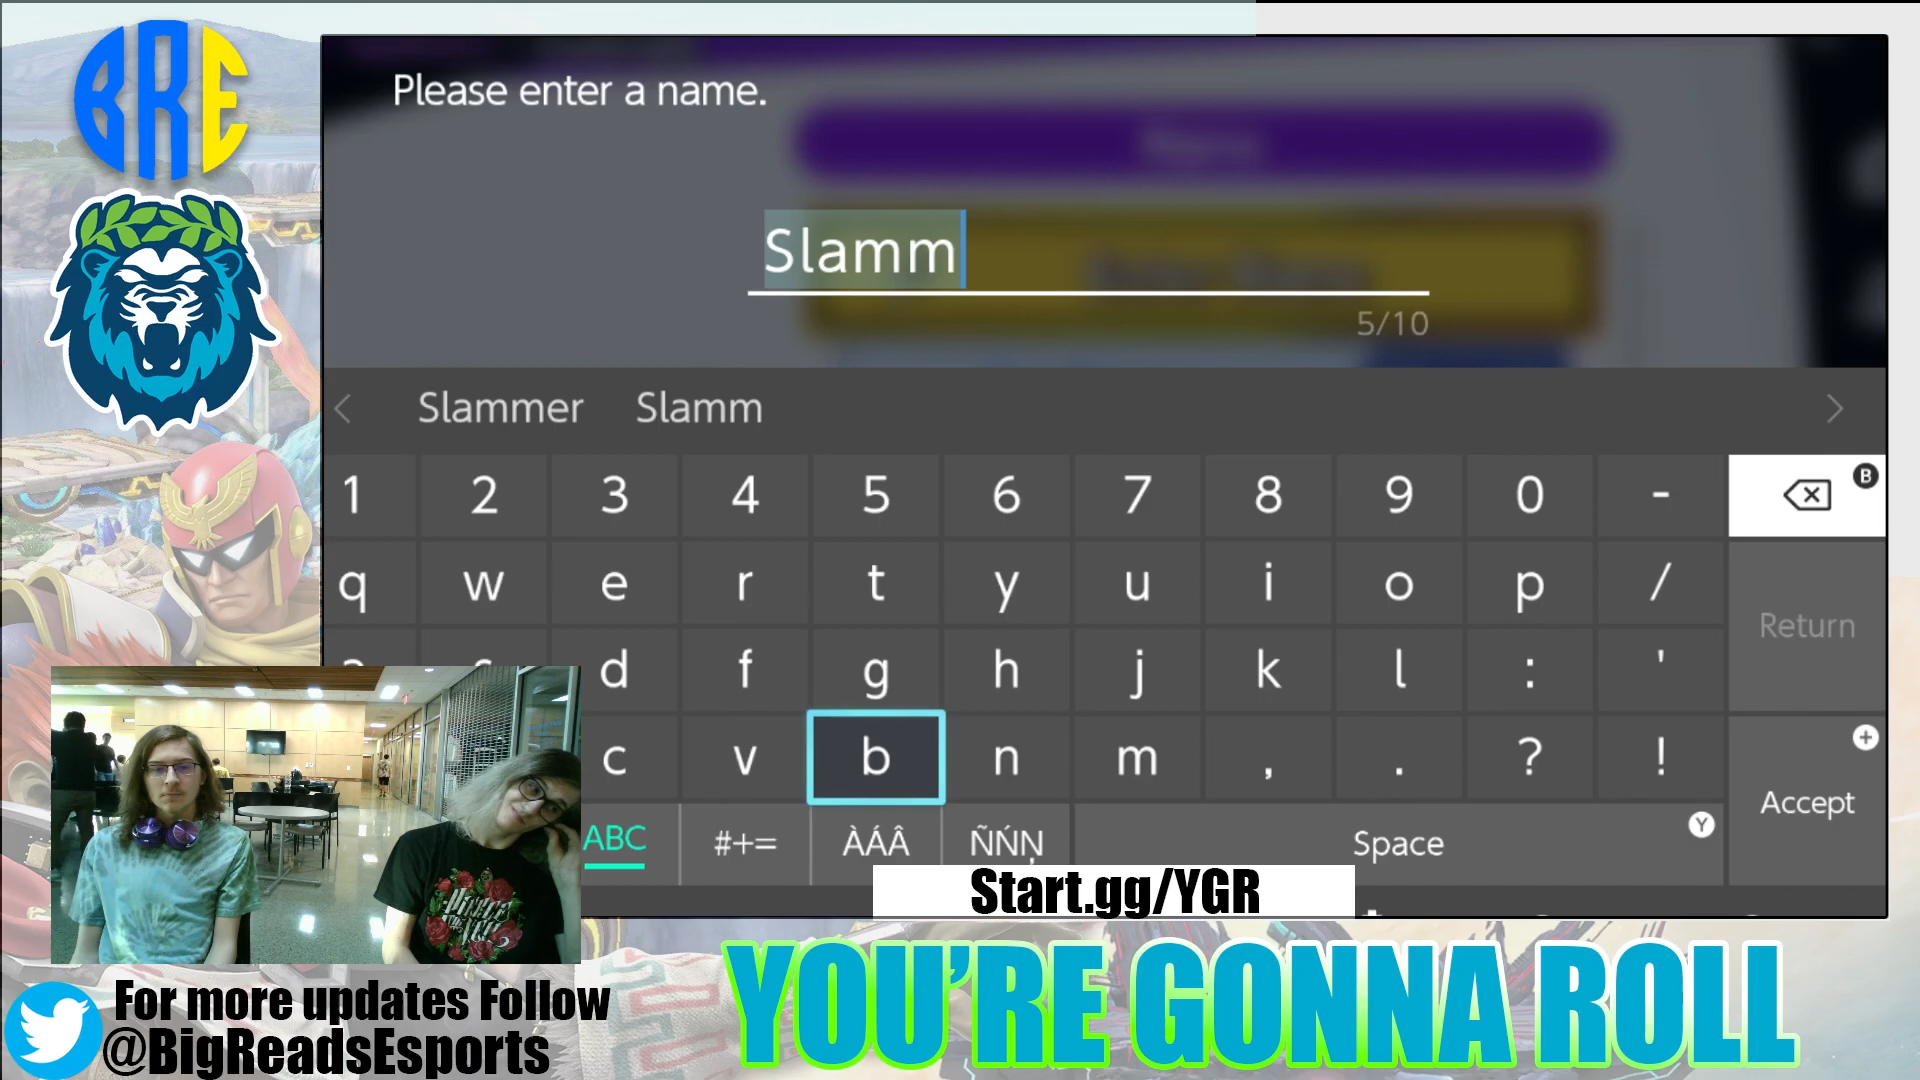 BRE
Please enter a name.
Slamm
5/10
Slammer Slamm
1 2 3 4 5 6 7 8 9 0 -
B
q w e r t y u i o p /
Return
d f g h j k l : '
c v b n m , . ? !
+
Accept
ABC #+= ÀÁÂ ÑŃŅ Space
Y
Start.gg/YGR
YOU'RE GONNA ROLL
For more updates Follow
@BigReadsEsports